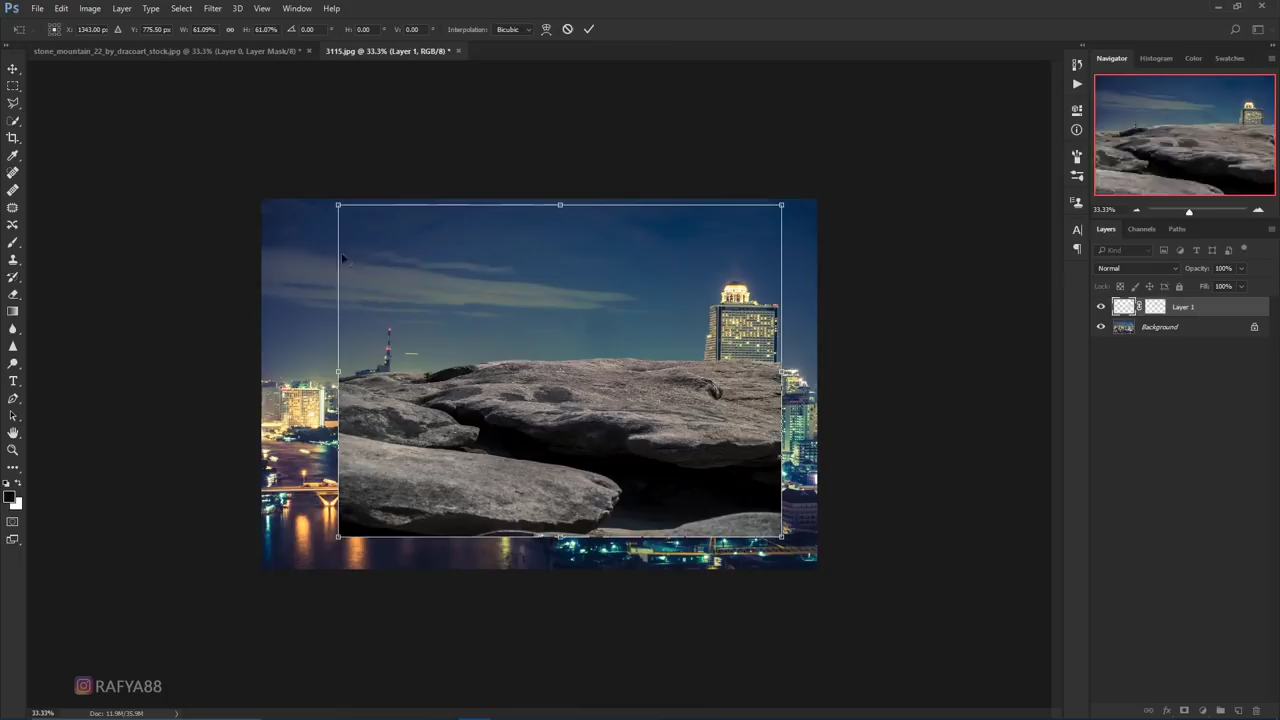 Ps File Edit Image Layer Type Select Filter 3D View Window Help
X: 1343.00 px Y: 775.50 px W: 61.09% H: 61.07% 0.00 ° H: 0.00 ° V: 0.00 ° Interpolation: Bicubic
stone_mountain_22_by_dracoart_stock.jpg @ 33.3% (Layer 0, Layer Mask/8) * × 3115.jpg @ 33.3% (Layer 1, RGB/8) * ×
Navigator Histogram Color Swatches
33.33%
Layers Channels Paths
Kind
Normal Opacity: 100%
Lock: Fill: 100%
Layer 1
Background
RAFYA88
33.33% Doc: 11.9M/35.9M